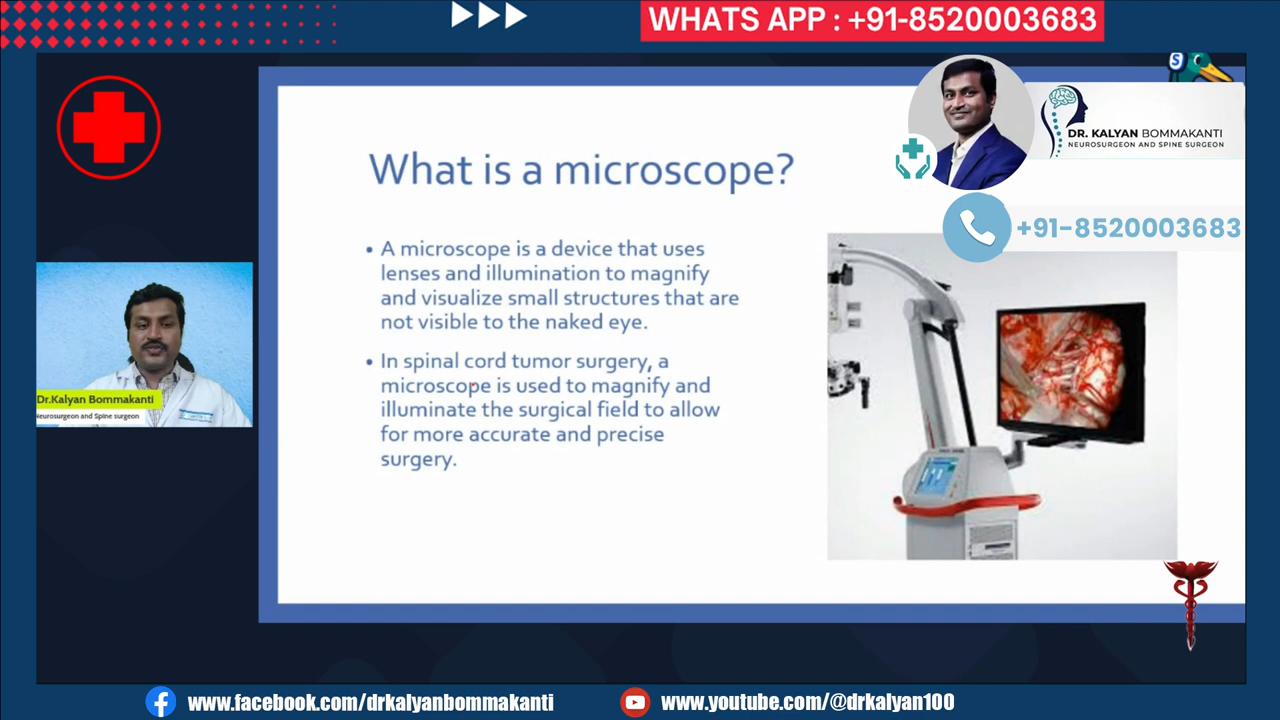 WHATS APP : +91-8520003683
S
DR. KALYAN BOMMAKANTI
NEUROSURGEON AND SPINE SURGEON
+91-8520003683
What is a microscope?
• A microscope is a device that uses
lenses and illumination to magnify
and visualize small structures that are
not visible to the naked eye.
• In spinal cord tumor surgery, a
microscope is used to magnify and
illuminate the surgical field to allow
for more accurate and precise
surgery.
Dr.Kalyan Bommakanti
Neurosurgeon and Spine surgeon
www.facebook.com/drkalyanbommakanti
www.youtube.com/@drkalyan100